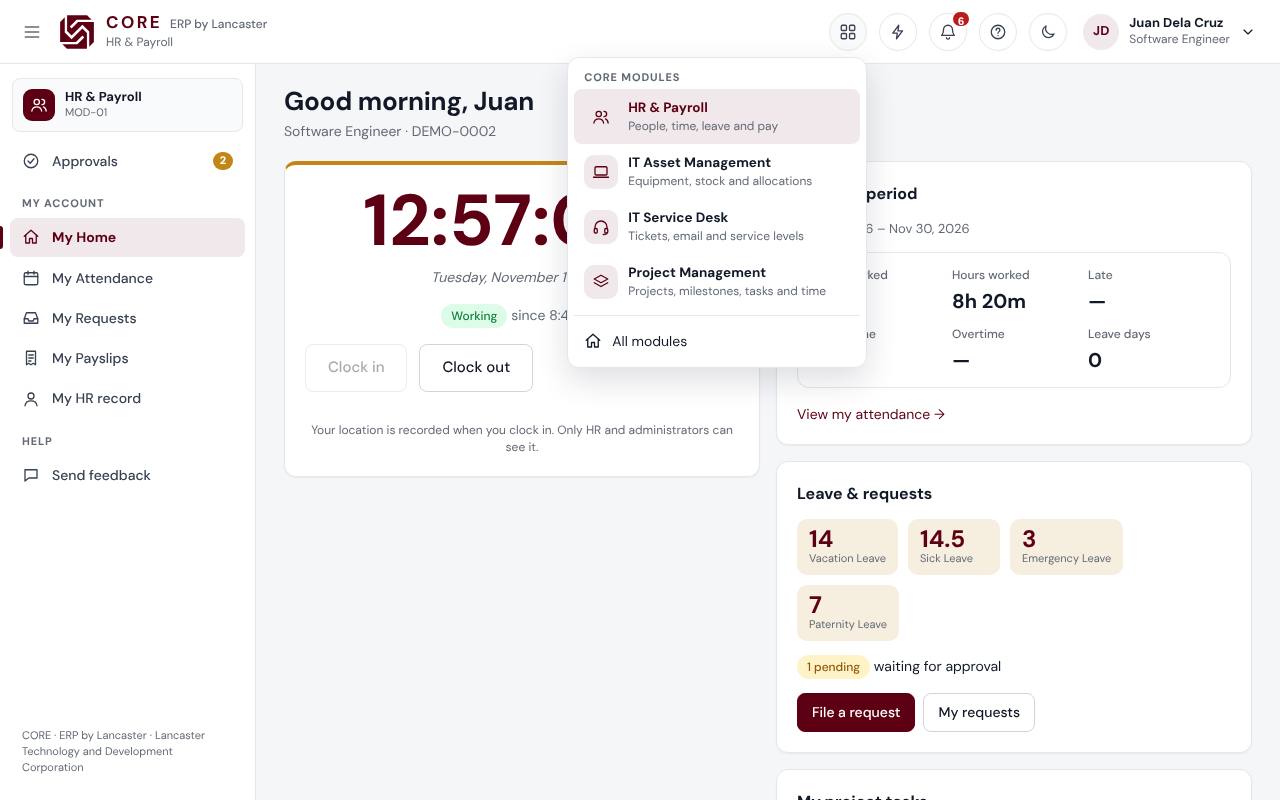 CORE ERP by Lancaster
HR & Payroll
6
JD
Juan Dela Cruz
Software Engineer
HR & Payroll
MOD-01
Approvals
2
MY ACCOUNT
My Home
My Attendance
My Requests
My Payslips
My HR record
HELP
Send feedback
CORE · ERP by Lancaster · Lancaster
Technology and Development
Corporation
Good morning, Juan
Software Engineer · DEMO-0002
12:57:
Tuesday, November
Working since 8:4
Clock in
Clock out
Your location is recorded when you clock in. Only HR and administrators can
see it.
CORE MODULES
HR & Payroll
People, time, leave and pay
IT Asset Management
Equipment, stock and allocations
IT Service Desk
Tickets, email and service levels
Project Management
Projects, milestones, tasks and time
All modules
period
6 – Nov 30, 2026
Hours worked
Late
8h 20m
—
Overtime
Leave days
—
0
View my attendance →
Leave & requests
14
Vacation Leave
14.5
Sick Leave
3
Emergency Leave
7
Paternity Leave
1 pending waiting for approval
File a request
My requests
My project tasks